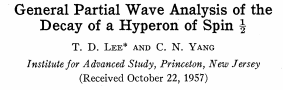 General Partial Wave Analysis of the
Decay of a Hyperon of Spin ½
T. D. LEE* AND C. N. YANG
Institute for Advanced Study, Princeton, New Jersey
(Received October 22, 1957)